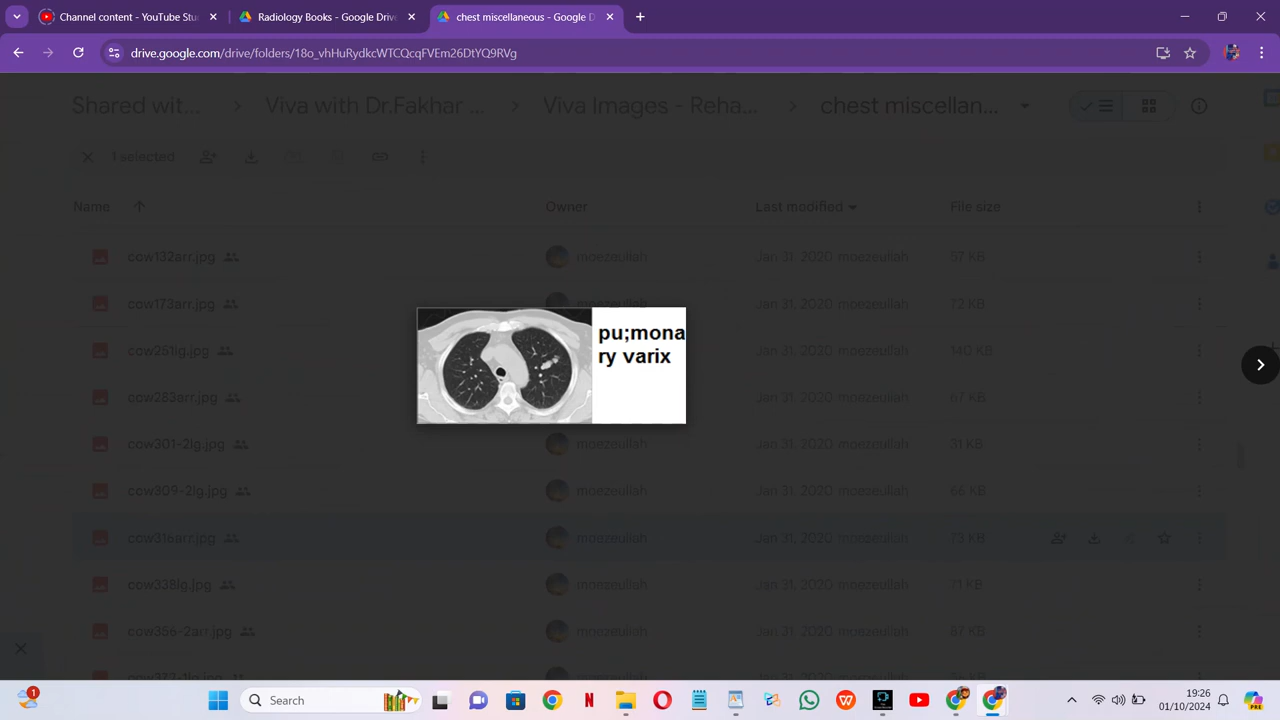 Channel content - YouTube Stu
Radiology Books - Google Drive
chest miscellaneous - Google D
drive.google.com/drive/folders/18o_vhHuRydkcWTCQcqFVEm26DtYQ9RVg
Shared wit... > Viva with Dr.Fakhar ... > Viva Images - Reha... > chest miscellan...
1 selected
Name Owner Last modified File size
cow132arr.jpg moezeullah Jan 31, 2020 moezeullah 57 KB
cow173arr.jpg moezeullah Jan 31, 2020 moezeullah 72 KB
cow251lg.jpg Jan 31, 2020 moezeullah 140 KB
cow283arr.jpg Jan 31, 2020 moezeullah 67 KB
cow301-2lg.jpg moezeullah Jan 31, 2020 moezeullah 31 KB
cow309-2lg.jpg moezeullah Jan 31, 2020 moezeullah 66 KB
cow316arr.jpg moezeullah Jan 31, 2020 moezeullah 73 KB
cow338lg.jpg moezeullah Jan 31, 2020 moezeullah 71 KB
cow356-2arr.jpg moezeullah Jan 31, 2020 moezeullah 87 KB
pu;mona
ry varix
1
Search
19:26
01/10/2024
PRE